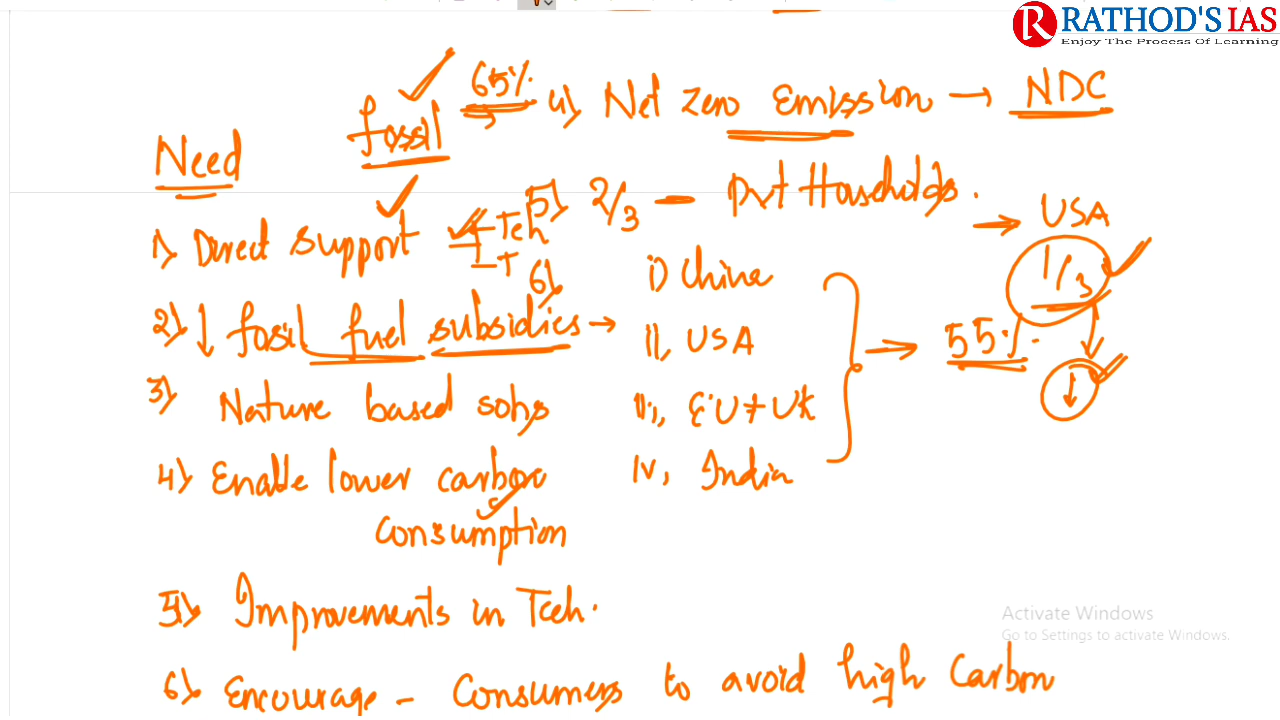 RATHOD'S IAS
Enjoy The Process Of Learning
fossil 65% → 4) Net zero Emission → NDC
Need
5) 2/3 — Pvt Households.
→ USA
1/3
↓
1) Direct support Tech
T
6) i) China
ii, USA
iii, EU + UK
iv, India
→ 55%.
2) ↓ fossil fuel subsidies →
3) Nature based solns
4) Enable lower carbon
consumption
5) Improvements in Tech.
6) Encourage - Consumers to avoid high Carbon
Activate Windows
Go to Settings to activate Windows.